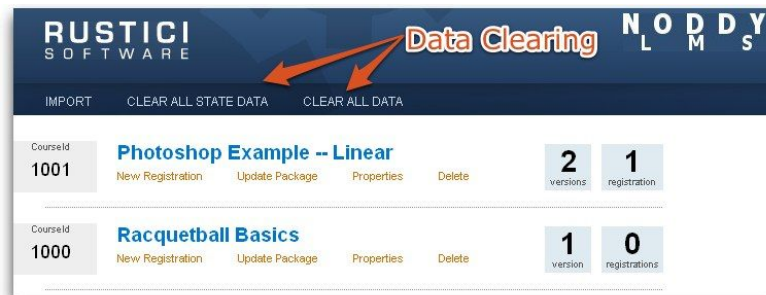 RUSTICI
SOFTWARE
Data Clearing
NODDY
LMS
IMPORT CLEAR ALL STATE DATA CLEAR ALL DATA
CourseId
1001
Photoshop Example -- Linear
New Registration Update Package Properties Delete
2
versions
1
registration
CourseId
1000
Racquetball Basics
New Registration Update Package Properties Delete
1
version
0
registrations